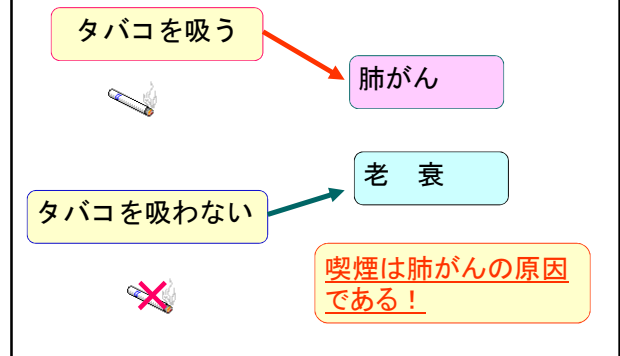 タバコを吸う
肺がん
老　衰
タバコを吸わない
喫煙は肺がんの原因
である！